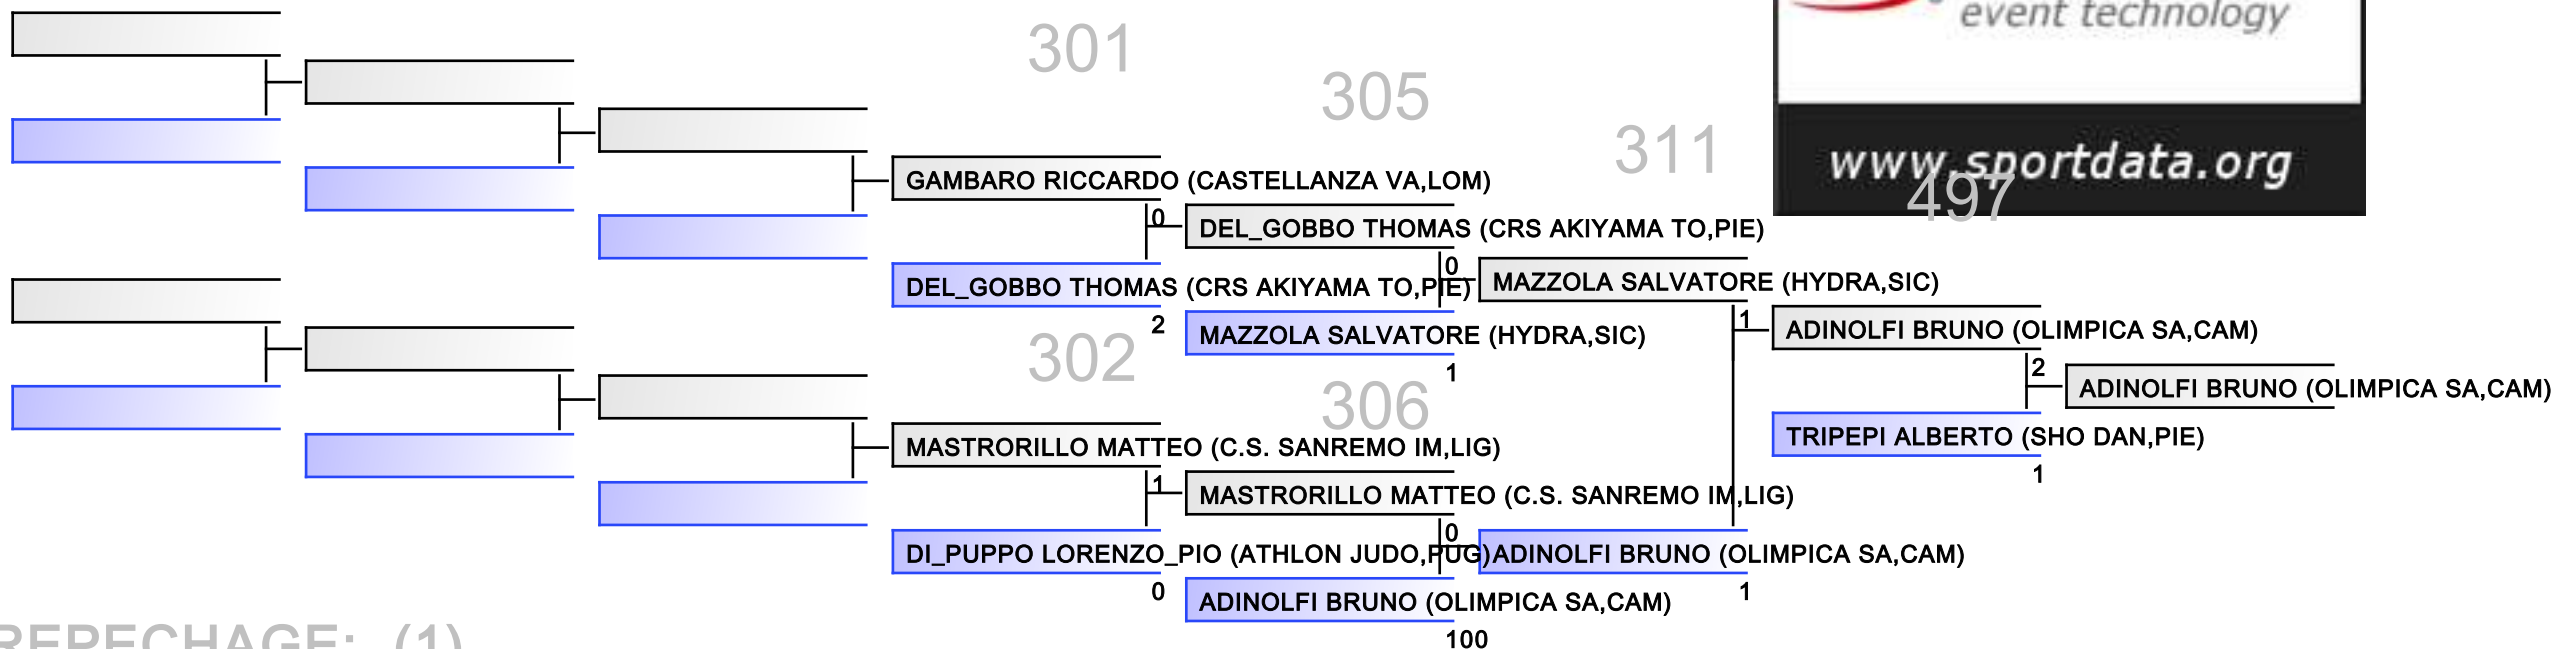 event technology
301
305
311
www.sportdata.org
497
GAMBARO RICCARDO (CASTELLANZA VA,LOM)
0
DEL_GOBBO THOMAS (CRS AKIYAMA TO,PIE)
0
DEL_GOBBO THOMAS (CRS AKIYAMA TO,PIE)
2
MAZZOLA SALVATORE (HYDRA,SIC)
1
ADINOLFI BRUNO (OLIMPICA SA,CAM)
MAZZOLA SALVATORE (HYDRA,SIC)
1
302
306
2
ADINOLFI BRUNO (OLIMPICA SA,CAM)
TRIPEPI ALBERTO (SHO DAN,PIE)
1
MASTRORILLO MATTEO (C.S. SANREMO IM,LIG)
1
MASTRORILLO MATTEO (C.S. SANREMO IM,LIG)
0
DI_PUPPO LORENZO_PIO (ATHLON JUDO,PUG)
ADINOLFI BRUNO (OLIMPICA SA,CAM)
0
1
ADINOLFI BRUNO (OLIMPICA SA,CAM)
100
REPECHAGE: (1)